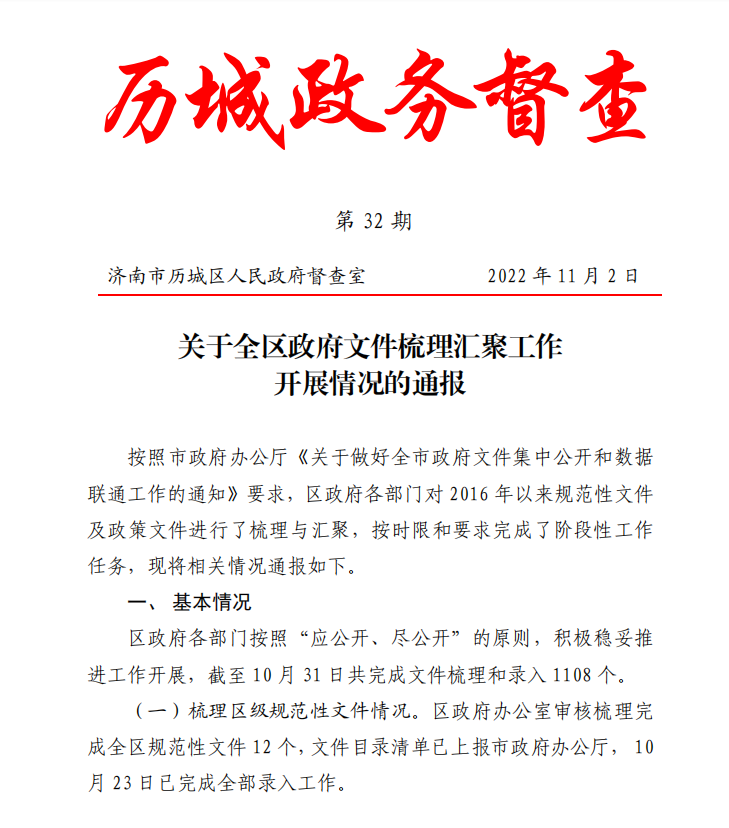 历城政务督查
第 32 期
济南市历城区人民政府督查室 2022 年 11 月 2 日
关于全区政府文件梳理汇聚工作
开展情况的通报
按照市政府办公厅《关于做好全市政府文件集中公开和数据
联通工作的通知》要求，区政府各部门对 2016 年以来规范性文件
及政策文件进行了梳理与汇聚，按时限和要求完成了阶段性工作
任务，现将相关情况通报如下。
一、 基本情况
区政府各部门按照“应公开、尽公开”的原则，积极稳妥推
进工作开展，截至 10 月 31 日共完成文件梳理和录入 1108 个。
（一）梳理区级规范性文件情况。区政府办公室审核梳理完
成全区规范性文件 12 个，文件目录清单已上报市政府办公厅， 10
月 23 日已完成全部录入工作。